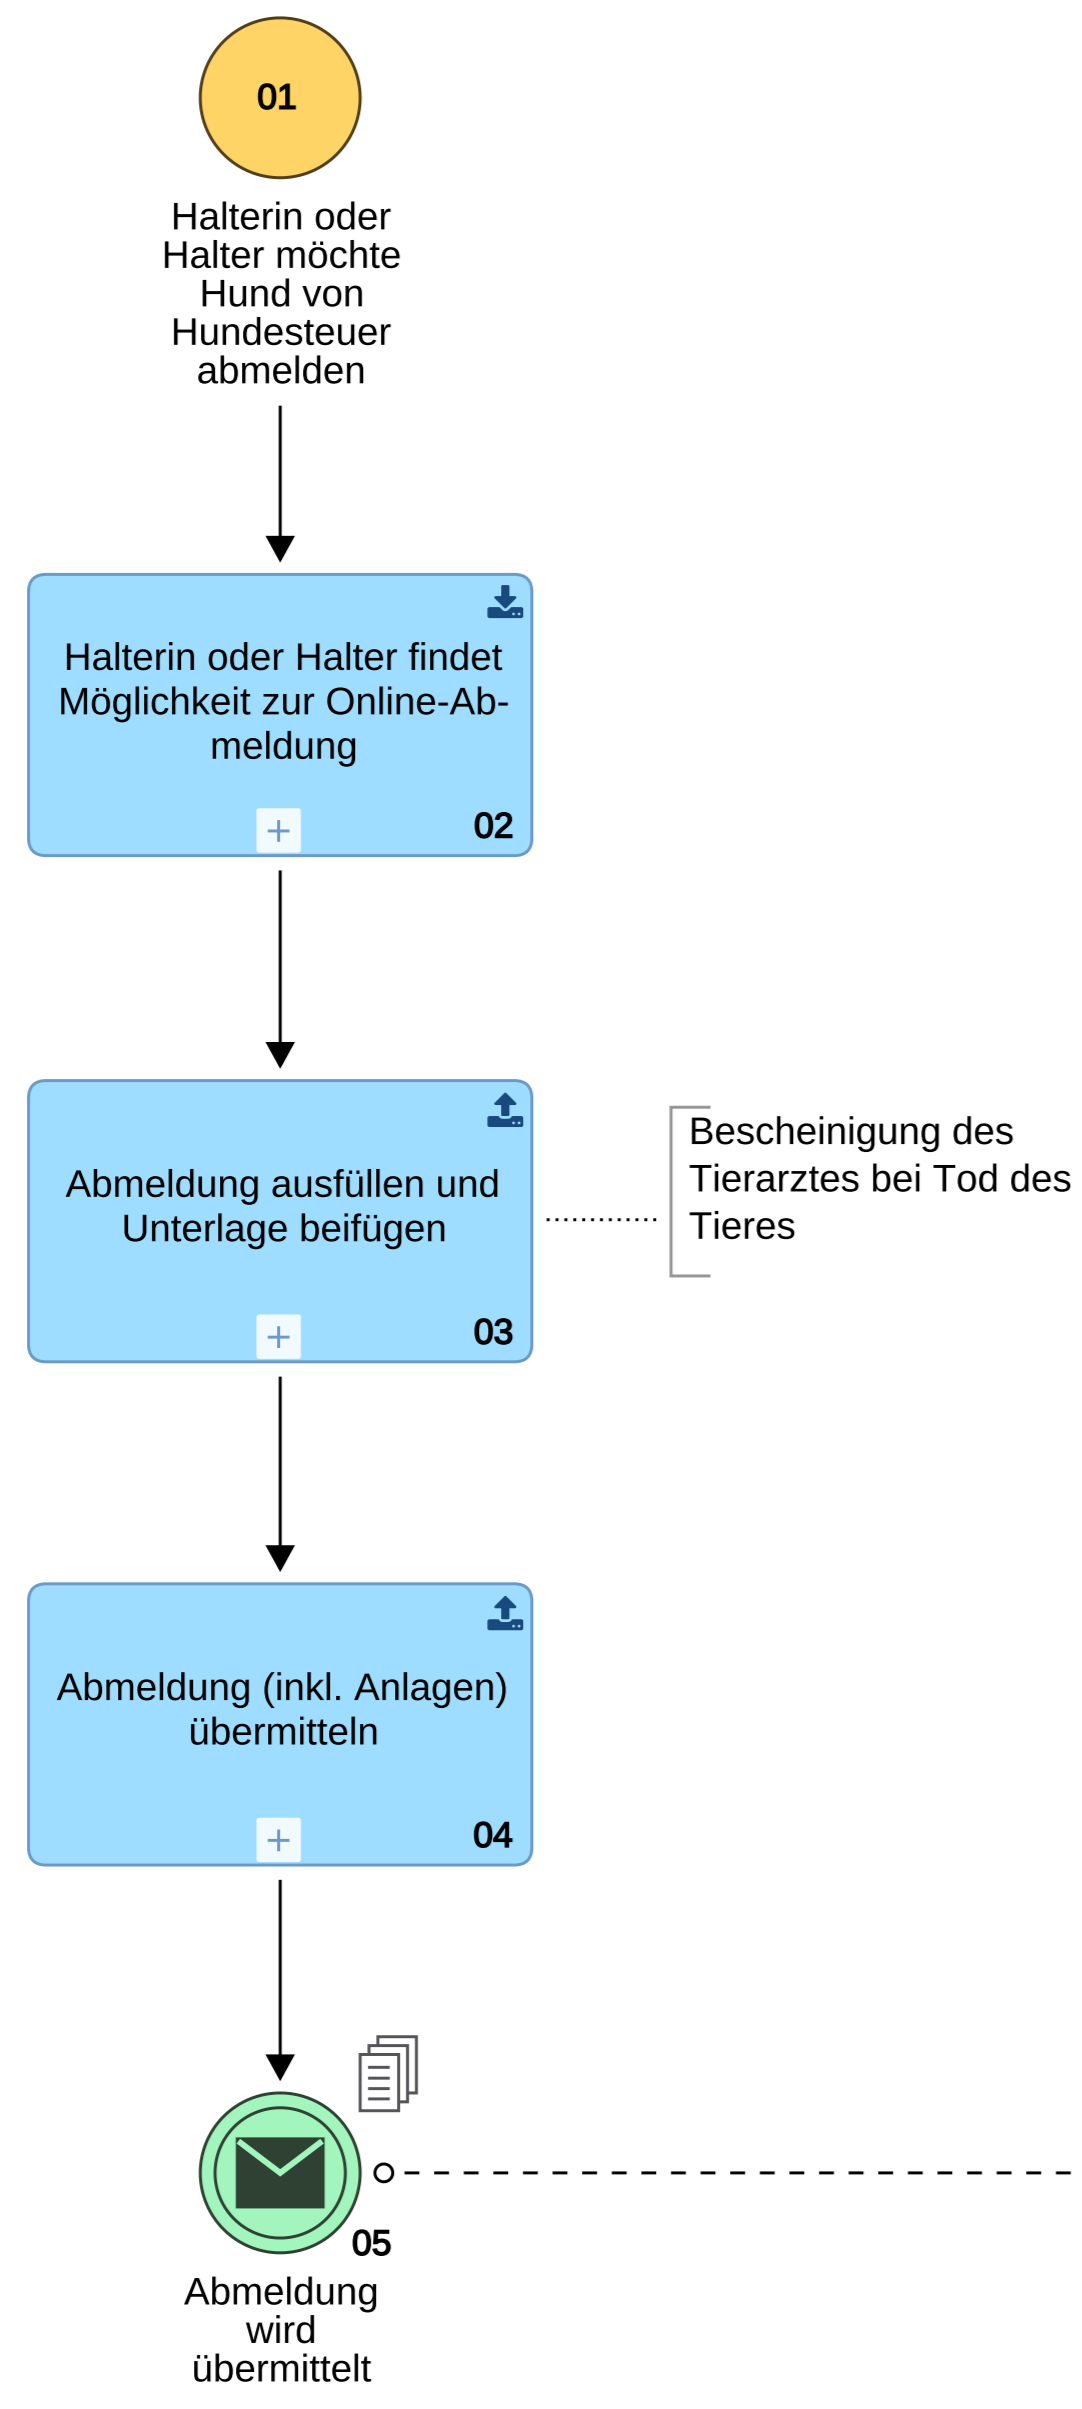 01
Halterin oder
Halter möchte
Hund von
Hundesteuer
abmelden
Halterin oder Halter findet
Möglichkeit zur Online-Ab-
meldung
02
Abmeldung ausfüllen und
Unterlage beifügen
03
Bescheinigung des
Tierarztes bei Tod des
Tieres
Abmeldung (inkl. Anlagen)
übermitteln
04
05
Abmeldung
wird
übermittelt